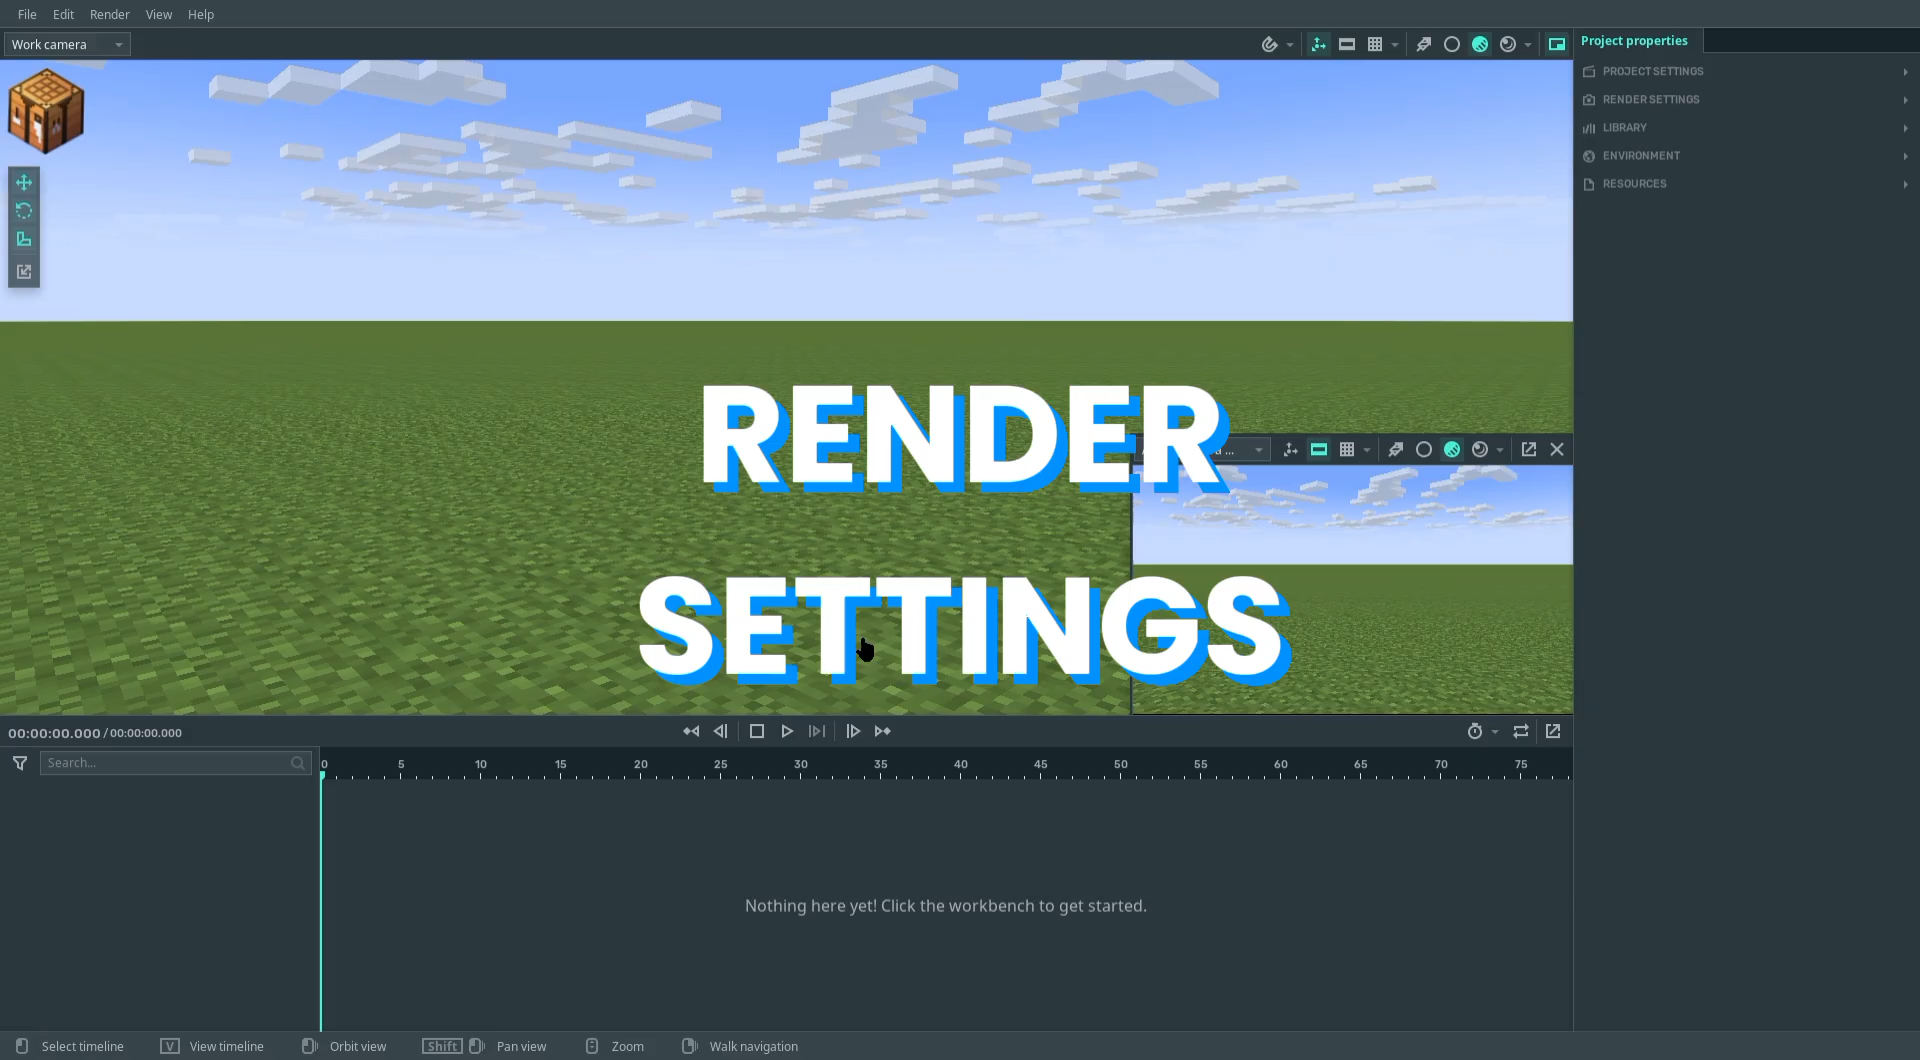 File Edit Render View Help
Work camera
Project properties
PROJECT SETTINGS
RENDER SETTINGS
LIBRARY
ENVIRONMENT
RESOURCES
RENDER
SETTINGS
00:00:00.000 / 00:00:00.000
Search...
0 5 10 15 20 25 30 35 40 45 50 55 60 65 70 75
Nothing here yet! Click the workbench to get started.
Select timeline V View timeline Orbit view Shift Pan view Zoom Walk navigation